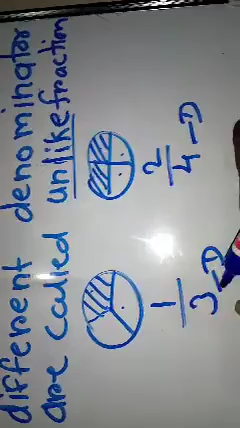 different denominator
are called unlike fraction
1/3 -D
2/4 -D